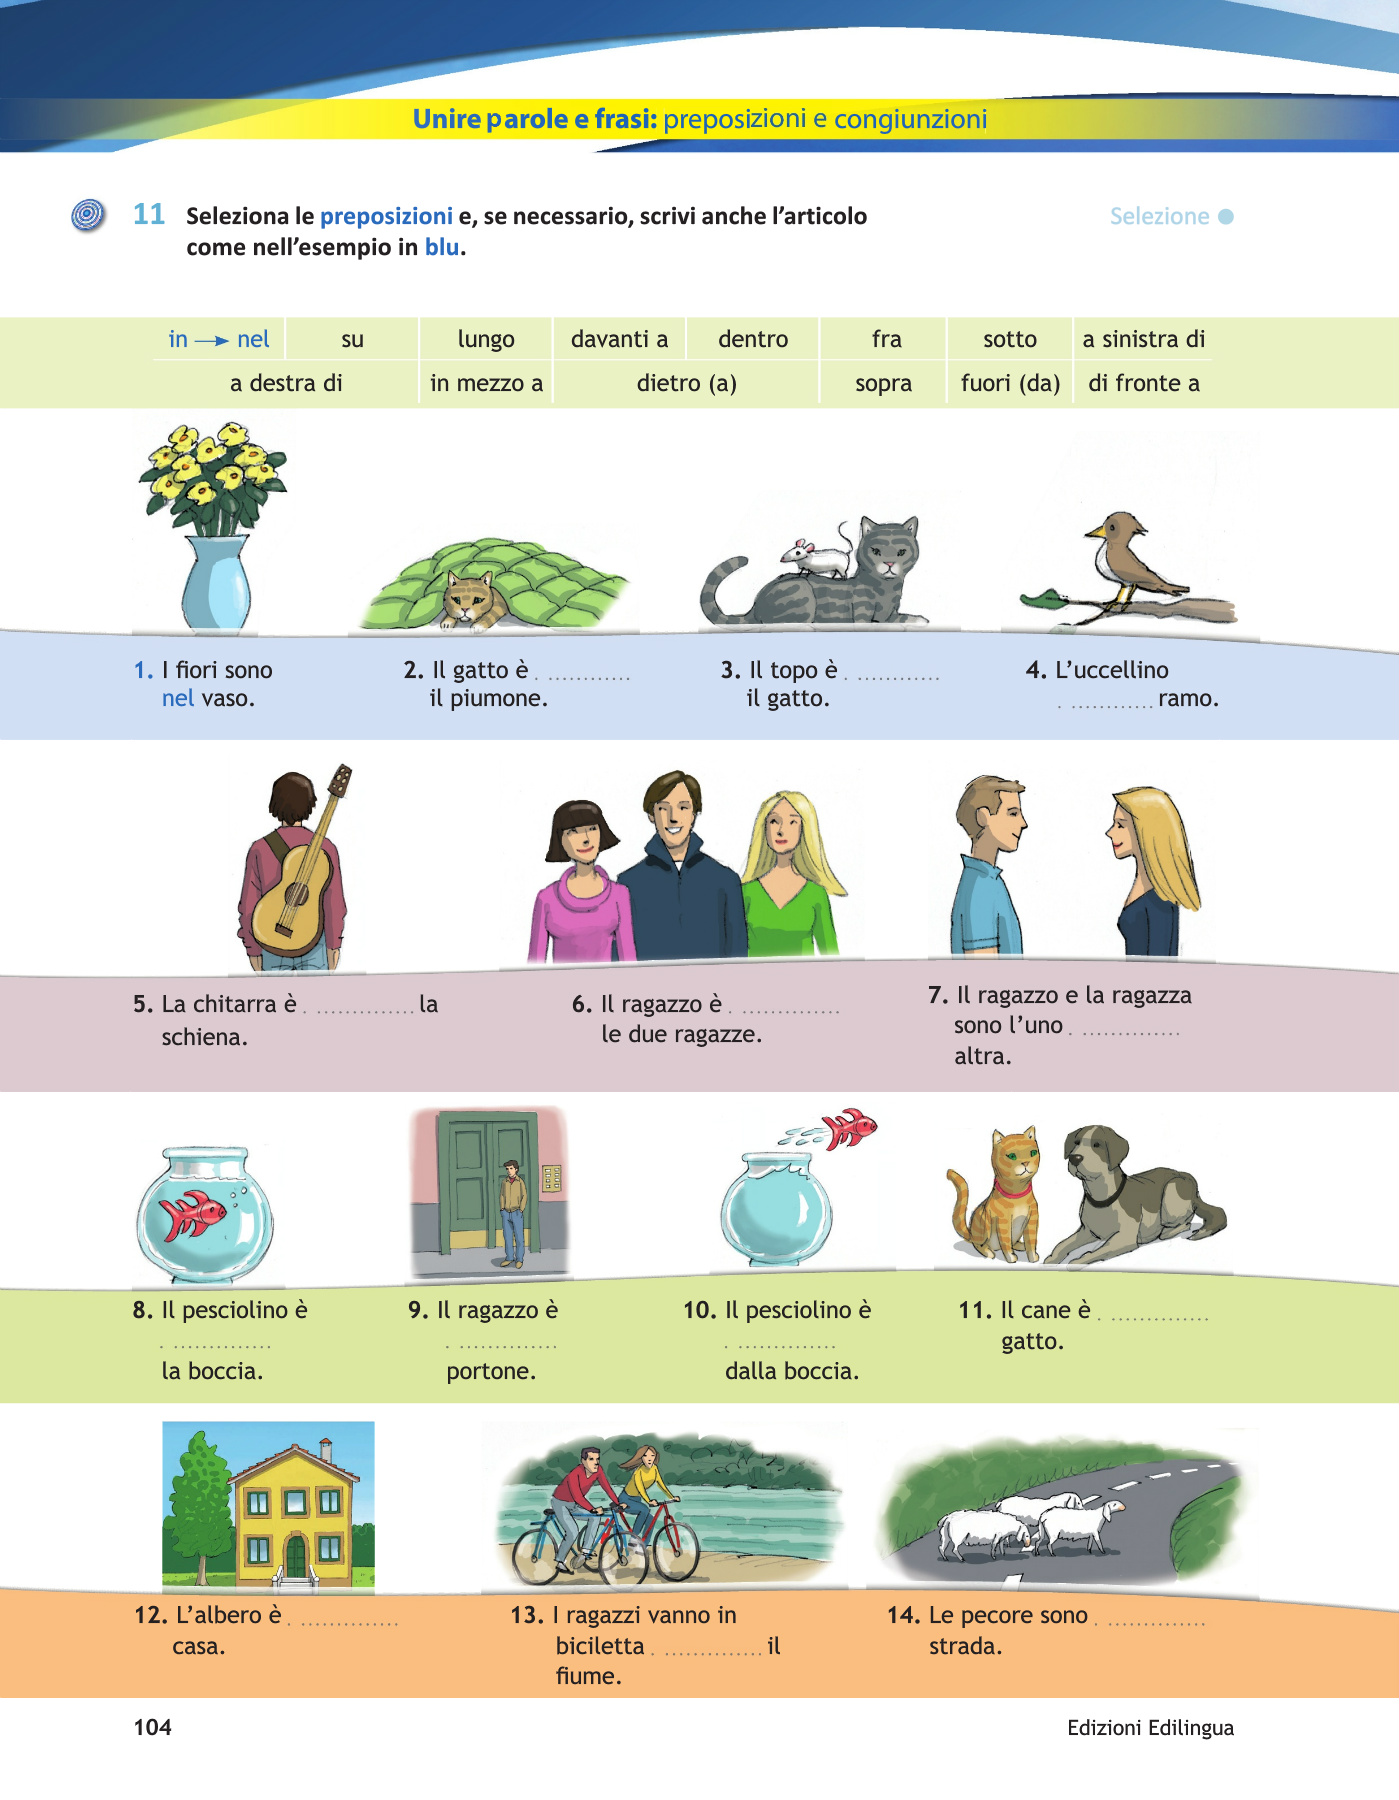 Unire parole e frasi: preposizioni e congiunzioni
11 Seleziona le preposizioni e, se necessario, scrivi anche l'articolo
come nell'esempio in blu.
Selezione
in → nel su lungo davanti a dentro fra sotto a sinistra di
a destra di in mezzo a dietro (a) sopra fuori (da) di fronte a
1. I fiori sono
nel vaso.
2. Il gatto è . ............
il piumone.
3. Il topo è . ............
il gatto.
4. L'uccellino
. ............ ramo.
5. La chitarra è . .............. la
schiena.
6. Il ragazzo è . ..............
le due ragazze.
7. Il ragazzo e la ragazza
sono l'uno . ..............
altra.
8. Il pesciolino è
. ..............
la boccia.
9. Il ragazzo è
. ..............
portone.
10. Il pesciolino è
. ..............
dalla boccia.
11. Il cane è . ..............
gatto.
12. L'albero è . ..............
casa.
13. I ragazzi vanno in
biciletta . .............. il
fiume.
14. Le pecore sono . ..............
strada.
104
Edizioni Edilingua